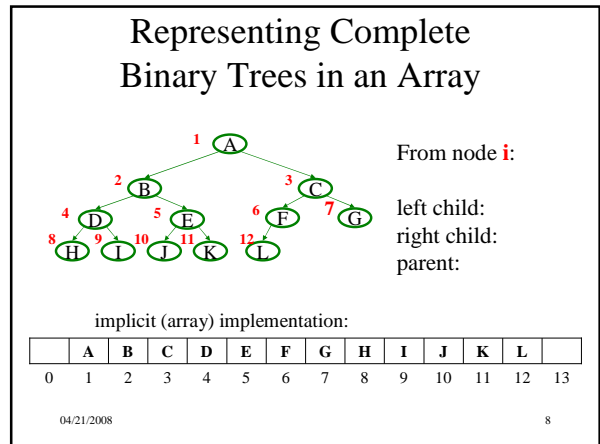 Representing Complete
Binary Trees in an Array
1 A
2 B 3 C
4 D 5 E 6 F 7 G
8 H 9 I 10 J 11 K 12 L
From node i:
left child:
right child:
parent:
implicit (array) implementation:
A B C D E F G H I J K L
0 1 2 3 4 5 6 7 8 9 10 11 12 13
04/21/2008 8